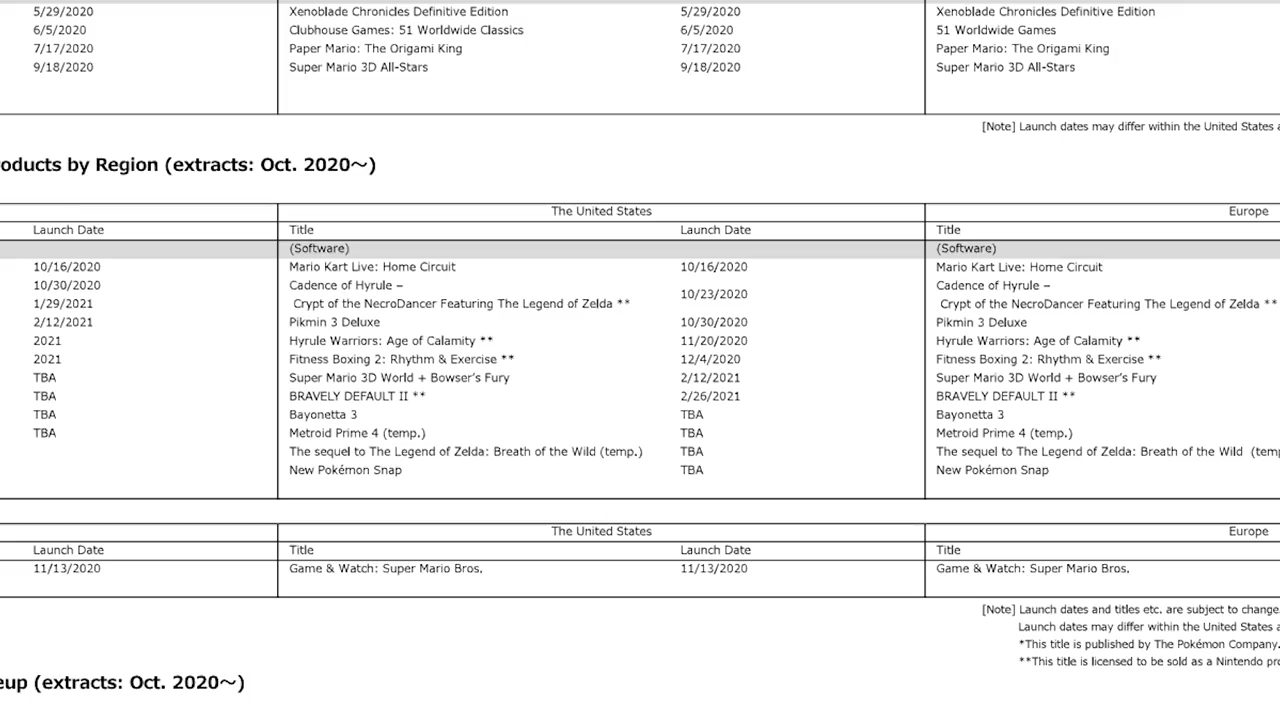 5/29/2020 Xenoblade Chronicles Definitive Edition 5/29/2020 Xenoblade Chronicles Definitive Edition
6/5/2020 Clubhouse Games: 51 Worldwide Classics 6/5/2020 51 Worldwide Games
7/17/2020 Paper Mario: The Origami King 7/17/2020 Paper Mario: The Origami King
9/18/2020 Super Mario 3D All-Stars 9/18/2020 Super Mario 3D All-Stars
[Note] Launch dates may differ within the United States a
oducts by Region (extracts: Oct. 2020～)
The United States Europe
Launch Date Title Launch Date Title
(Software) (Software)
10/16/2020 Mario Kart Live: Home Circuit 10/16/2020 Mario Kart Live: Home Circuit
10/30/2020 Cadence of Hyrule – Cadence of Hyrule –
10/23/2020
1/29/2021 Crypt of the NecroDancer Featuring The Legend of Zelda ** Crypt of the NecroDancer Featuring The Legend of Zelda **
2/12/2021 Pikmin 3 Deluxe 10/30/2020 Pikmin 3 Deluxe
2021 Hyrule Warriors: Age of Calamity ** 11/20/2020 Hyrule Warriors: Age of Calamity **
2021 Fitness Boxing 2: Rhythm & Exercise ** 12/4/2020 Fitness Boxing 2: Rhythm & Exercise **
TBA Super Mario 3D World + Bowser's Fury 2/12/2021 Super Mario 3D World + Bowser's Fury
TBA BRAVELY DEFAULT II ** 2/26/2021 BRAVELY DEFAULT II **
TBA Bayonetta 3 TBA Bayonetta 3
TBA Metroid Prime 4 (temp.) TBA Metroid Prime 4 (temp.)
The sequel to The Legend of Zelda: Breath of the Wild (temp.) TBA The sequel to The Legend of Zelda: Breath of the Wild (temp
New Pokémon Snap TBA New Pokémon Snap
The United States Europe
Launch Date Title Launch Date Title
11/13/2020 Game & Watch: Super Mario Bros. 11/13/2020 Game & Watch: Super Mario Bros.
[Note] Launch dates and titles etc. are subject to change.
Launch dates may differ within the United States a
*This title is published by The Pokémon Company.
**This title is licensed to be sold as a Nintendo pro
eup (extracts: Oct. 2020～)